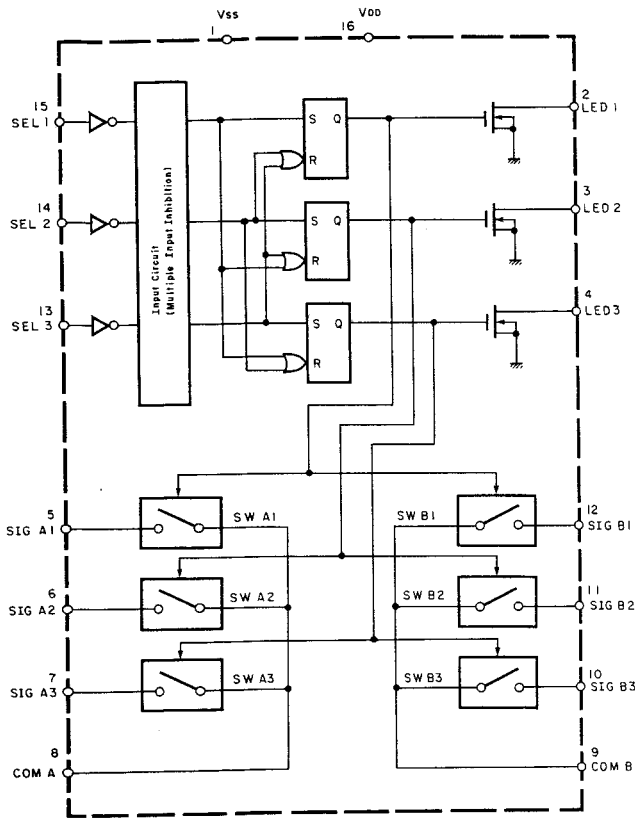 VSS
1
16
VDD
15
SEL 1
14
SEL 2
13
SEL 3
Input Circuit
(Multiple Input Inhibition)
S Q
R
S Q
R
S Q
R
2
LED 1
3
LED 2
4
LED3
5
SIG A1
SW A1
SW B1
12
SIG B1
6
SIG A2
SW A2
SW B2
11
SIG B2
7
SIG A3
SW A3
SW B3
10
SIG B3
8
COM A
9
COM B